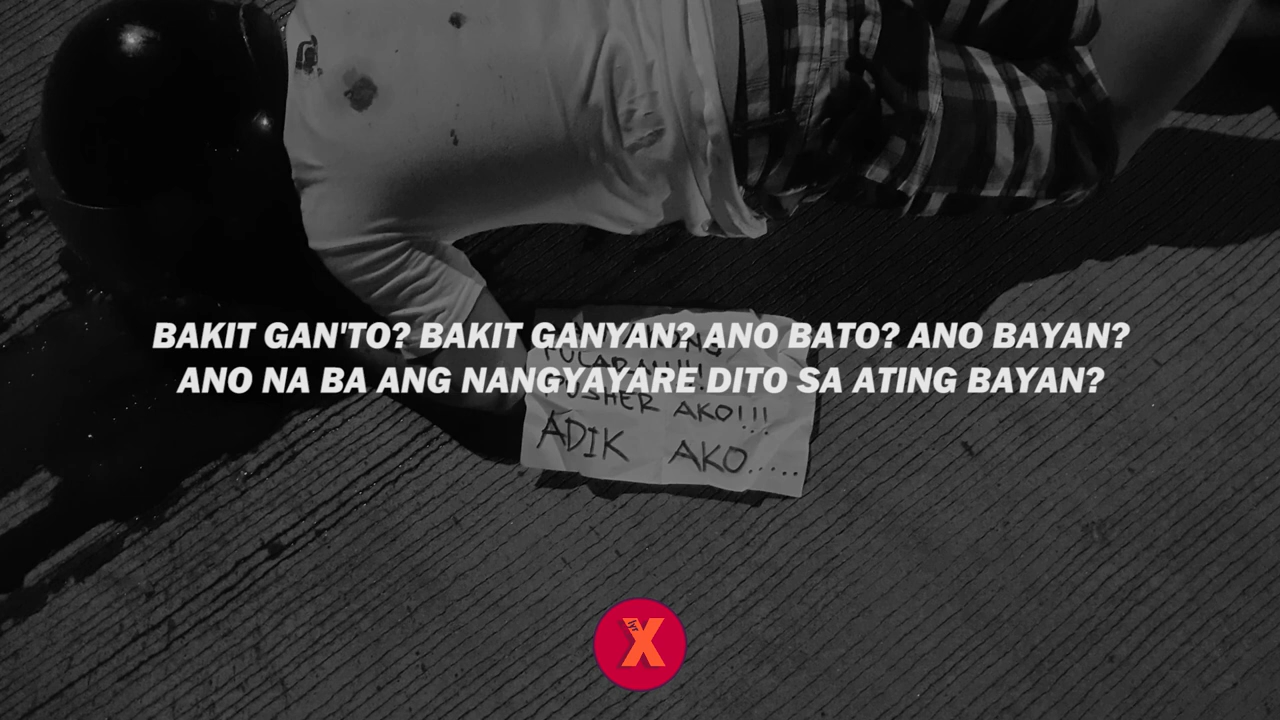 BAKIT GAN'TO? BAKIT GANYAN? ANO BATO? ANO BAYAN?
ANO NA BA ANG NANGYAYARE DITO SA ATING BAYAN?
PUSHER AKO!!!
ADIK AKO.....
lyr X